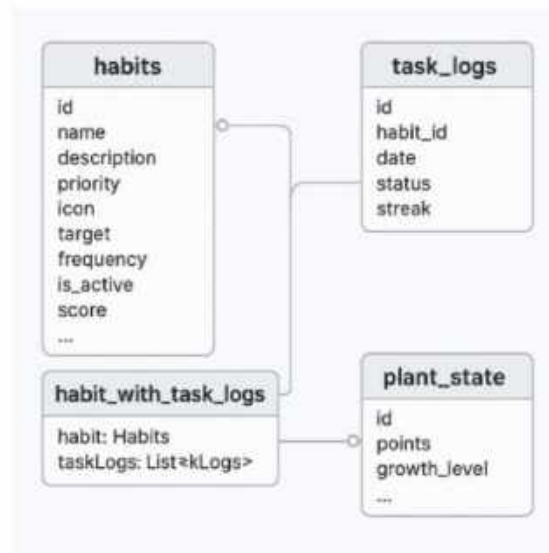 habits
id
name
description
priority
icon
target
frequency
is_active
score
...
task_logs
id
habit_id
date
status
streak
habit_with_task_logs
habit: Habits
taskLogs: List≷kLogs>
plant_state
id
points
growth_level
...